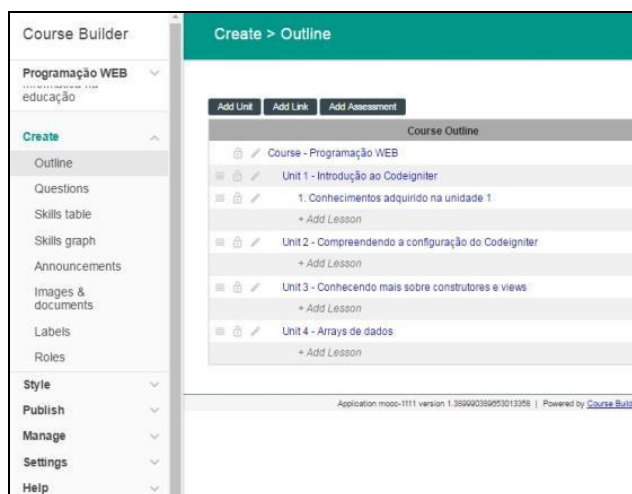 Course Builder
Create > Outline
Programação WEB
educação
Create
Outline
Questions
Skills table
Skills graph
Announcements
Images &
documents
Labels
Roles
Style
Publish
Manage
Settings
Help
Add Unit Add Link Add Assessment
Course Outline
Course - Programação WEB
Unit 1 - Introdução ao Codeigniter
1. Conhecimentos adquirido na unidade 1
+ Add Lesson
Unit 2 - Compreendendo a configuração do Codeigniter
+ Add Lesson
Unit 3 - Conhecendo mais sobre construtores e views
+ Add Lesson
Unit 4 - Arrays de dados
+ Add Lesson
Application mooc-1111 version | Powered by Course Build